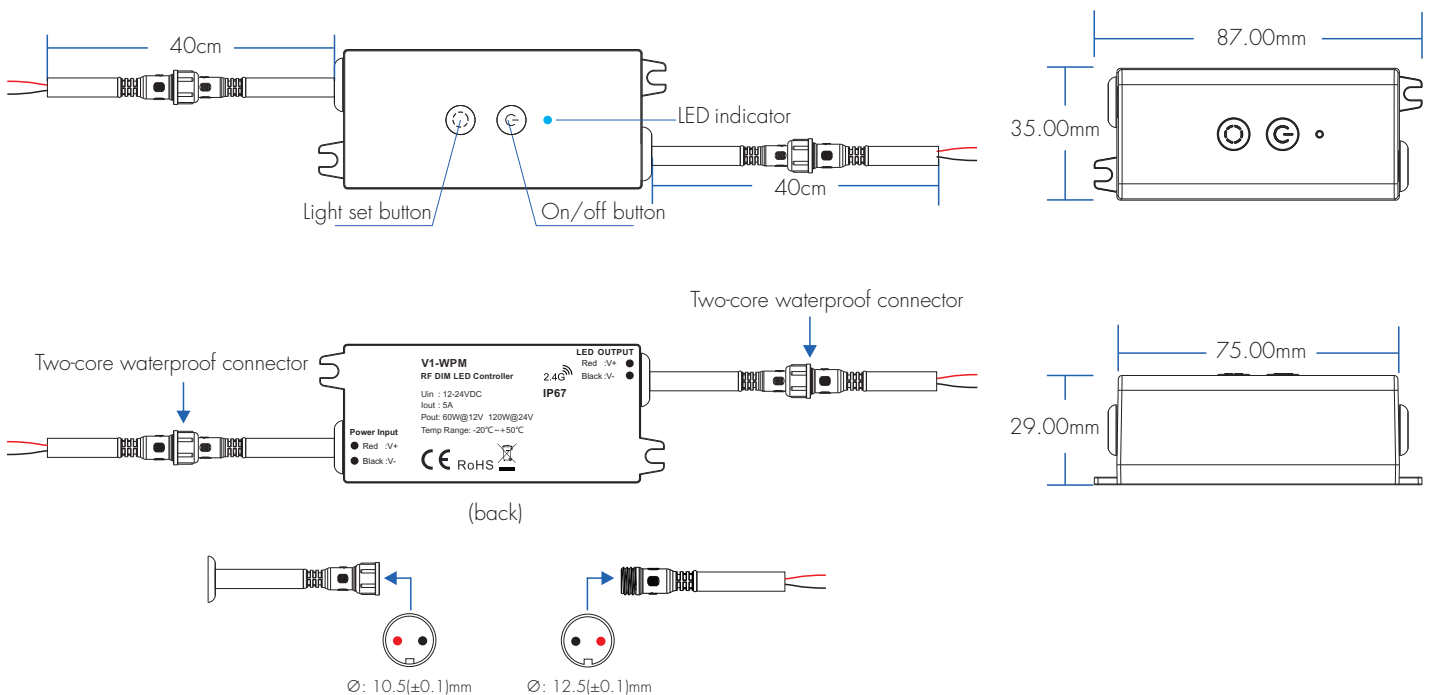 40cm
LED indicator
40cm
Light set button
On/off button
87.00mm
35.00mm
Two-core waterproof connector
Two-core waterproof connector
V1-WPM
RF DIM LED Controller
Uin : 12-24VDC
Iout : 5A
Pout: 60W@12V 120W@24V
Temp Range: -20℃~+50℃
2.4G
IP67
LED OUTPUT
Red :V+
Black :V-
Power Input
Red :V+
Black :V-
CE RoHS
(back)
75.00mm
29.00mm
Ø: 10.5(±0.1)mm
Ø: 12.5(±0.1)mm